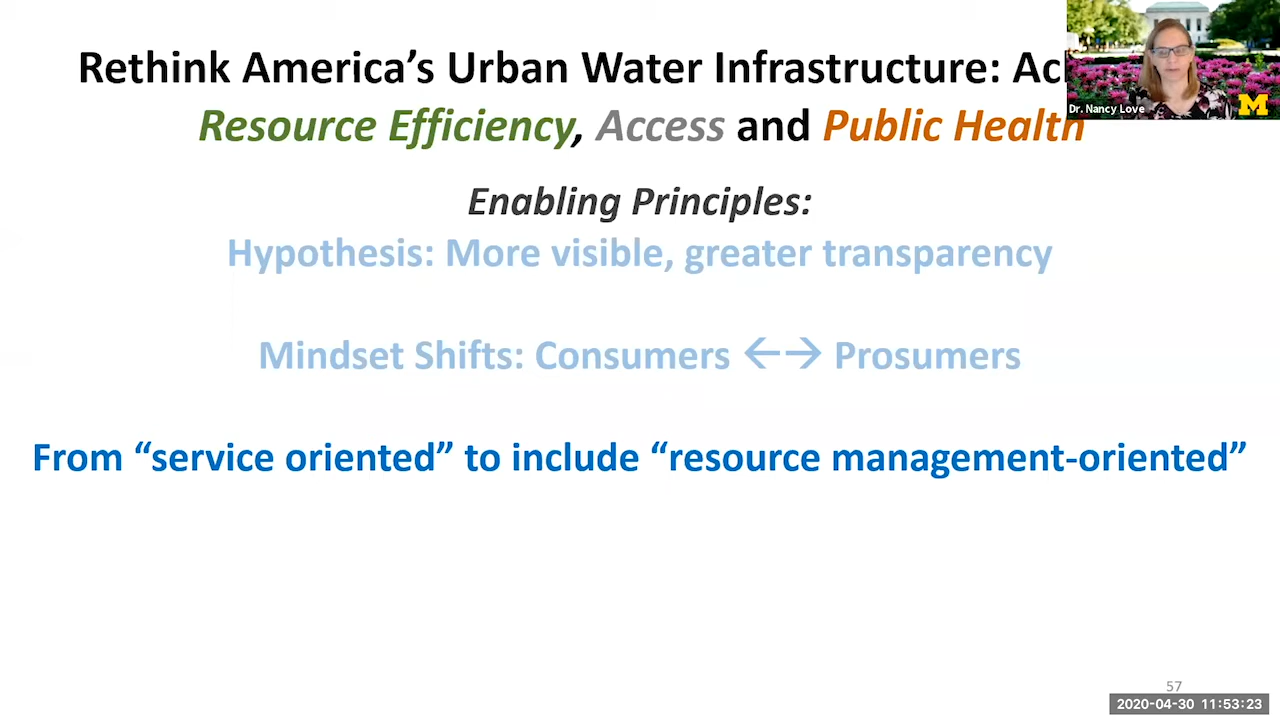 Rethink America's Urban Water Infrastructure:
Resource Efficiency, Access and Public Health
Dr. Nancy Love
M
Enabling Principles:
Hypothesis: More visible, greater transparency
Mindset Shifts: Consumers ←→ Prosumers
From “service oriented” to include “resource management-oriented”
57
2020-04-30 11:53:23